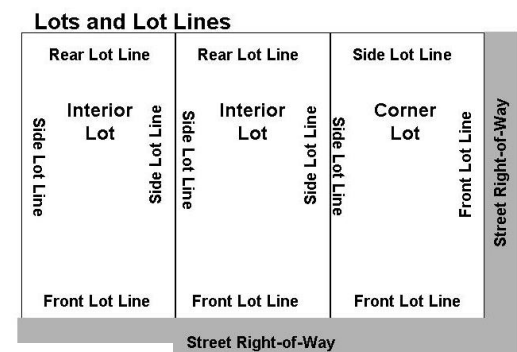 Lots and Lot Lines
Rear Lot Line
Rear Lot Line
Side Lot Line
Interior
Lot
Interior
Lot
Corner
Lot
Side Lot Line
Side Lot Line
Side Lot Line
Side Lot Line
Side Lot Line
Front Lot Line
Street Right-of-Way
Front Lot Line
Front Lot Line
Front Lot Line
Street Right-of-Way